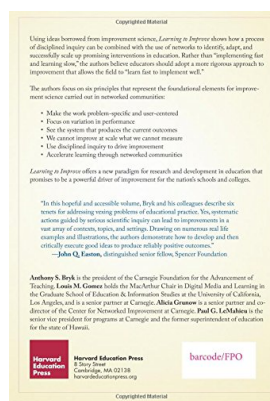 Copyrighted Material
Using ideas borrowed from improvement science, Learning to Improve shows how a process
of disciplined inquiry can be combined with the use of networks to identify, adapt, and
successfully scale up promising interventions in education. Rather than "implementing fast
and learning slow," the authors believe educators should adopt a more rigorous approach to
improvement that allows the field to "learn fast to implement well."
The authors focus on six principles that represent the foundational elements for improve-
ment science carried out in networked communities:
• Make the work problem-specific and user-centered
• Focus on variation in performance
• See the system that produces the current outcomes
• We cannot improve at scale what we cannot measure
• Use disciplined inquiry to drive improvement
• Accelerate learning through networked communities
Learning to Improve offers a new paradigm for research and development in education that
promises to be a powerful driver of improvement for the nation's schools and colleges.
"In this hopeful and accessible volume, Bryk and his colleagues describe six
tenets for addressing vexing problems of educational practice. Yes, systematic
actions guided by scientific inquiry can lead to improvements in a
vast array of contexts, topics, and settings. Drawing on numerous real life
examples and illustrations, the authors demonstrate how to develop and then
critically execute good ideas to produce reliably positive outcomes."
—John Q. Easton, distinguished senior fellow, Spencer Foundation
Anthony S. Bryk is the president of the Carnegie Foundation for the Advancement of
Teaching. Louis M. Gomez holds the MacArthur Chair in Digital Media and Learning in
the Graduate School of Education & Information Studies at the University of California,
Los Angeles, and is a senior partner at Carnegie. Alicia Grunow is a senior partner and co-
director of the Center for Networked Improvement at Carnegie. Paul G. LeMahieu is the
senior vice president for programs at Carnegie and the former superintendent of education
for the state of Hawaii.
Harvard
Education
Press
Harvard Education Press
8 Story Street
Cambridge, MA 02138
harvardeducationpress.org
barcode/FPO
Copyrighted Material